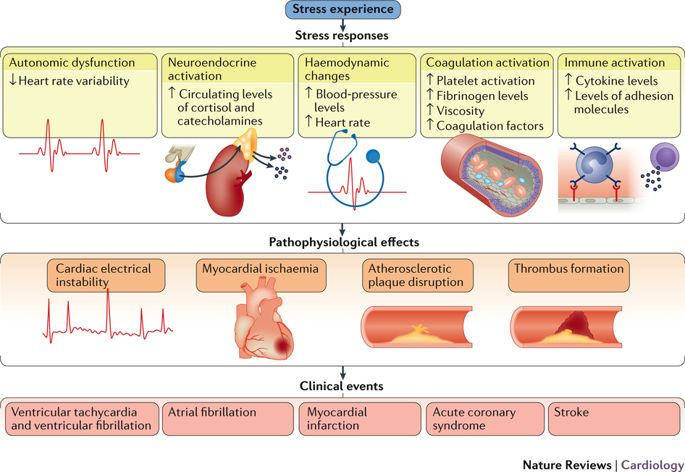 Stress experience
Stress responses
Autonomic dysfunction
↓ Heart rate variability
Neuroendocrine
activation
↑ Circulating levels
of cortisol and
catecholamines
Haemodynamic
changes
↑ Blood-pressure
levels
↑ Heart rate
Coagulation activation
↑ Platelet activation
↑ Fibrinogen levels
↑ Viscosity
↑ Coagulation factors
Immune activation
↑ Cytokine levels
↑ Levels of adhesion
molecules
Pathophysiological effects
Cardiac electrical
instability
Myocardial ischaemia
Atherosclerotic
plaque disruption
Thrombus formation
Clinical events
Ventricular tachycardia
and ventricular fibrillation
Atrial fibrillation
Myocardial
infarction
Acute coronary
syndrome
Stroke
Nature Reviews | Cardiology